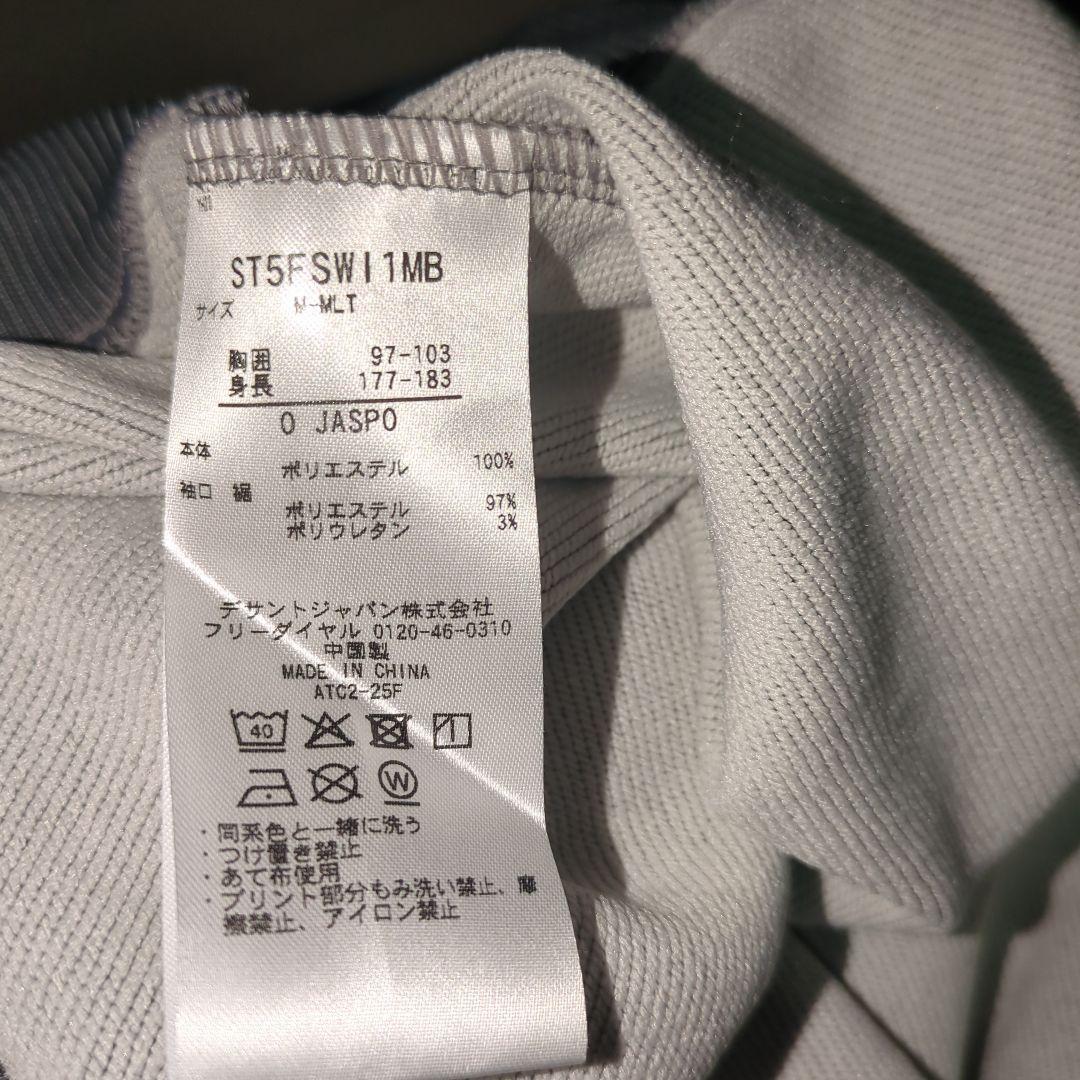 ST5FSWI1MB
サイズ M-MLT
胸囲 97-103
身長 177-183
O JASPO
本体
ポリエステル 100%
袖口 裾
ポリエステル 97%
ポリウレタン 3%
デサントジャパン株式会社
フリーダイヤル 0120-46-0310
中国製
MADE IN CHINA
ATC2-25F
40
W
・同系色と一緒に洗う
・つけ置き禁止
・あて布使用
・プリント部分もみ洗い禁止、摩
擦禁止、アイロン禁止